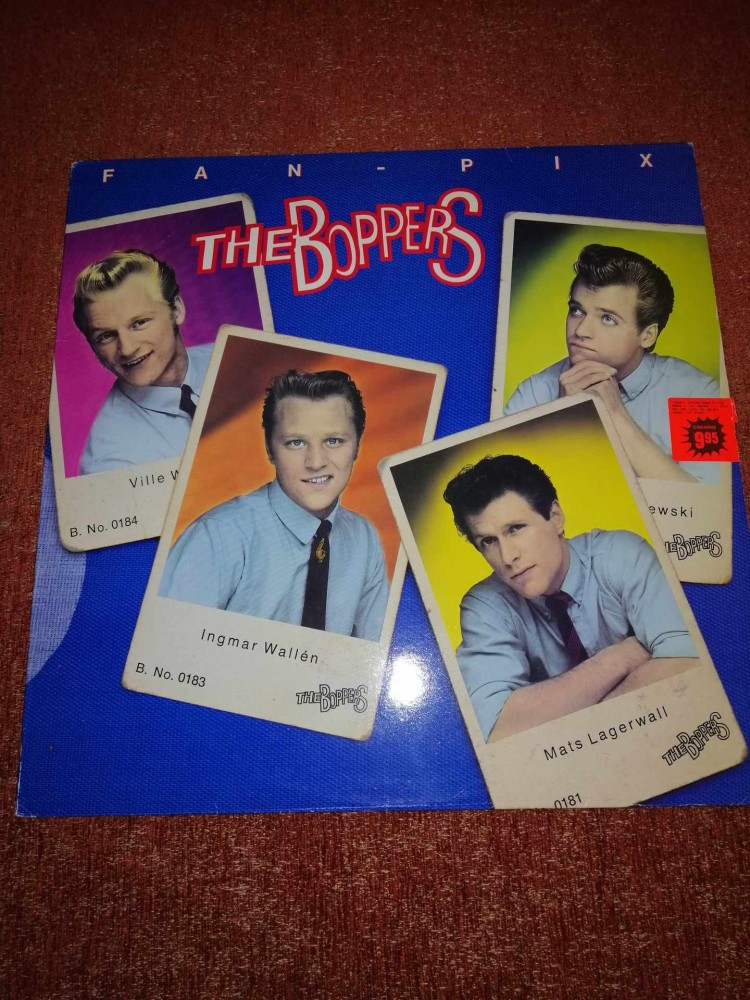 FAN-PIX
THE BOPPERS
Ville W
B. No. 0184
Ingmar Wallén
B. No. 0183
THE BOPPERS
ewski
HE BOPPERS
9.95
Mats Lagerwall
THE BOPPERS
0181